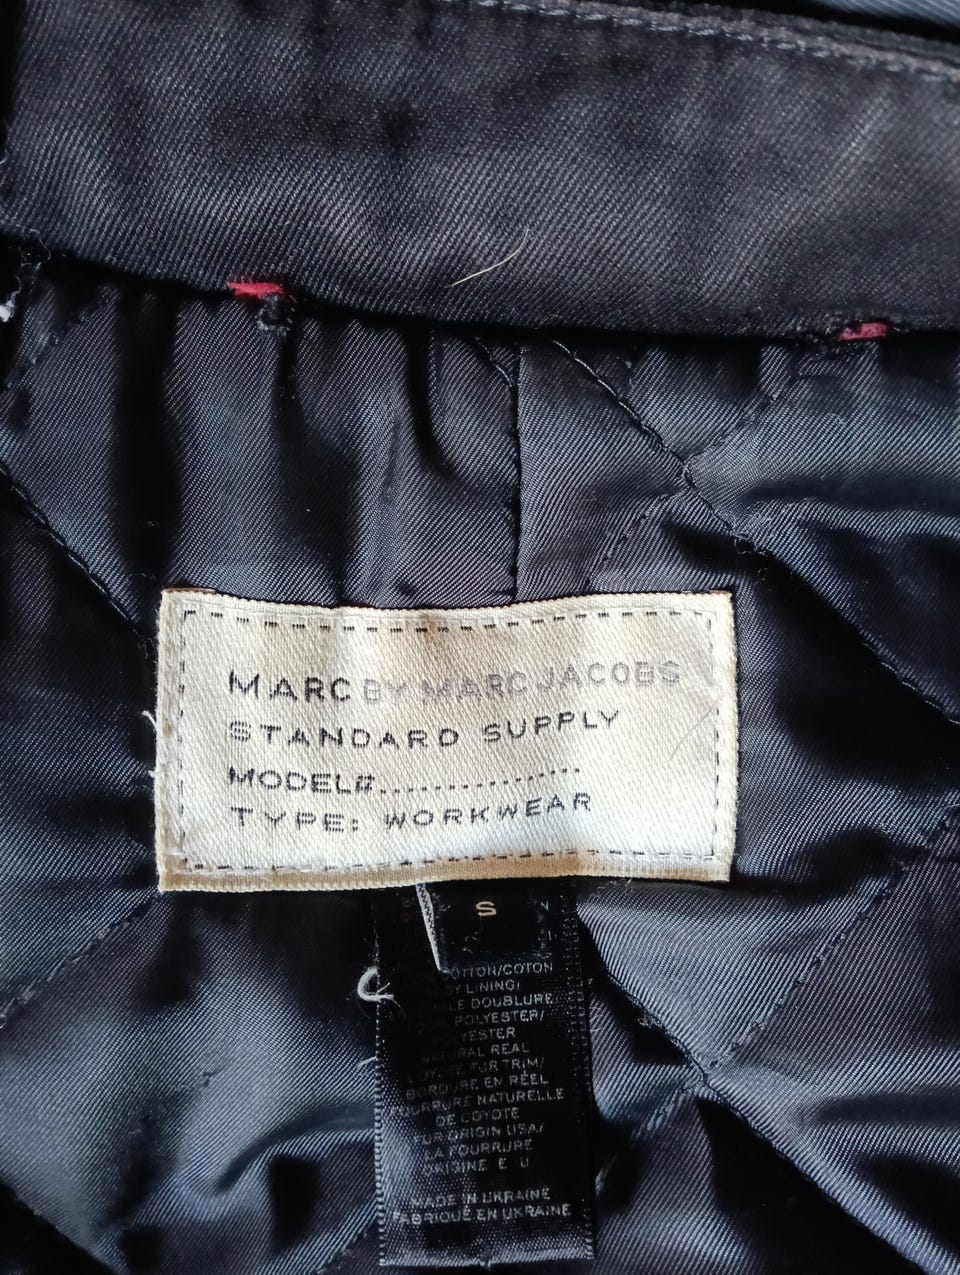 MARC BY MARC JACOBS
STANDARD SUPPLY
MODEL#.................
TYPE: WORKWEAR
S
COTTON/COTON
BODY LINING/
DOUBLURE
POLYESTER/
POLYESTER
NATURAL REAL
COYOTE FUR TRIM/
BORDURE EN RÉEL
FOURRURE NATURELLE
DE COYOTE
FUR ORIGIN USA/
LA FOURRURE
ORIGINE E U
MADE IN UKRAINE
FABRIQUÉ EN UKRAINE